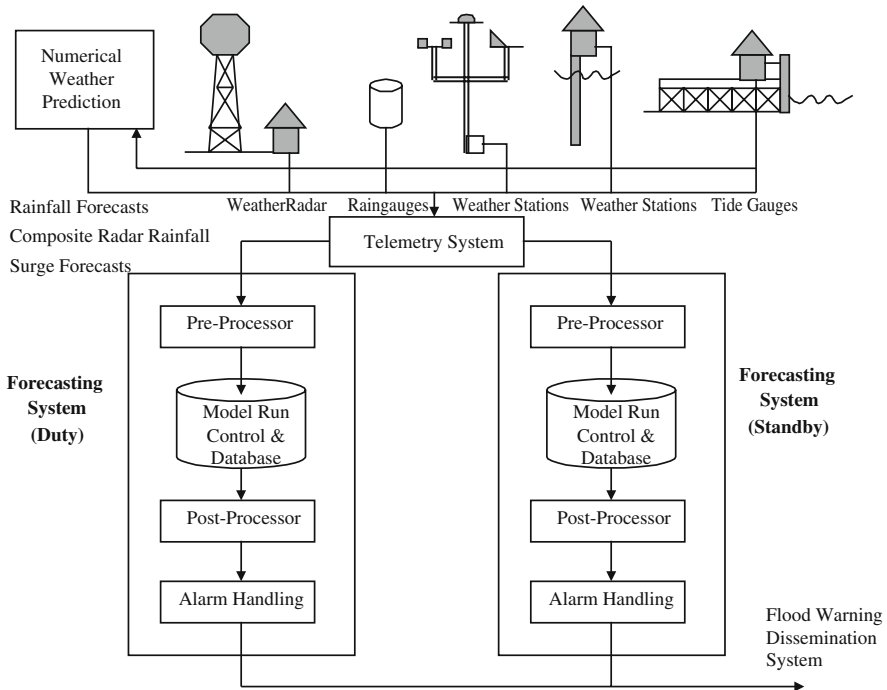 Numerical
Weather
Prediction
Rainfall Forecasts
Composite Radar Rainfall
Surge Forecasts
WeatherRadar
Raingauges
Weather Stations
Weather Stations
Tide Gauges
Telemetry System
Forecasting
System
(Duty)
Pre-Processor
Model Run
Control &
Database
Post-Processor
Alarm Handling
Pre-Processor
Model Run
Control &
Database
Post-Processor
Alarm Handling
Forecasting
System
(Standby)
Flood Warning
Dissemination
System